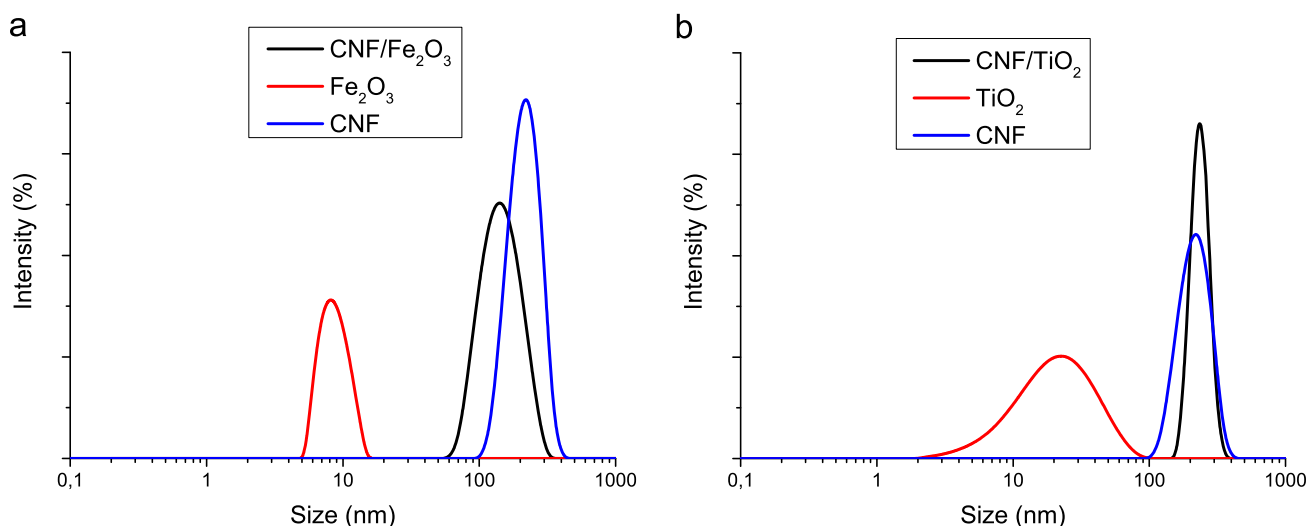 a
CNF/Fe₂O₃
Fe₂O₃
CNF
Intensity (%)
0,1 1 10 100 1000
Size (nm)
b
CNF/TiO₂
TiO₂
CNF
Intensity (%)
0,1 1 10 100 1000
Size (nm)